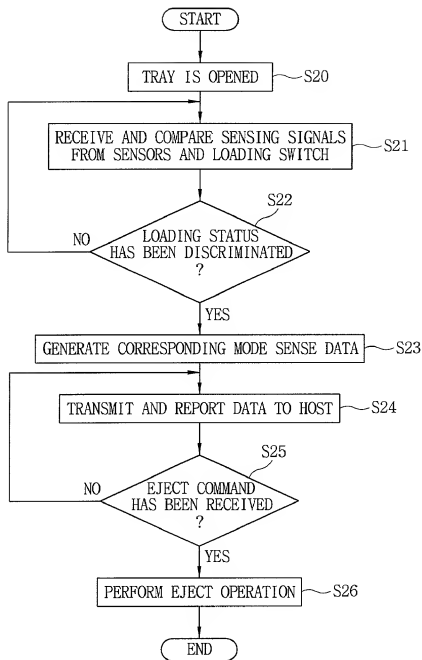 START
TRAY IS OPENED
S20
RECEIVE AND COMPARE SENSING SIGNALS
FROM SENSORS AND LOADING SWITCH
S21
S22
LOADING STATUS
HAS BEEN DISCRIMINATED
?
NO
YES
GENERATE CORRESPONDING MODE SENSE DATA
S23
TRANSMIT AND REPORT DATA TO HOST
S24
S25
EJECT COMMAND
HAS BEEN RECEIVED
?
NO
YES
PERFORM EJECT OPERATION
S26
END